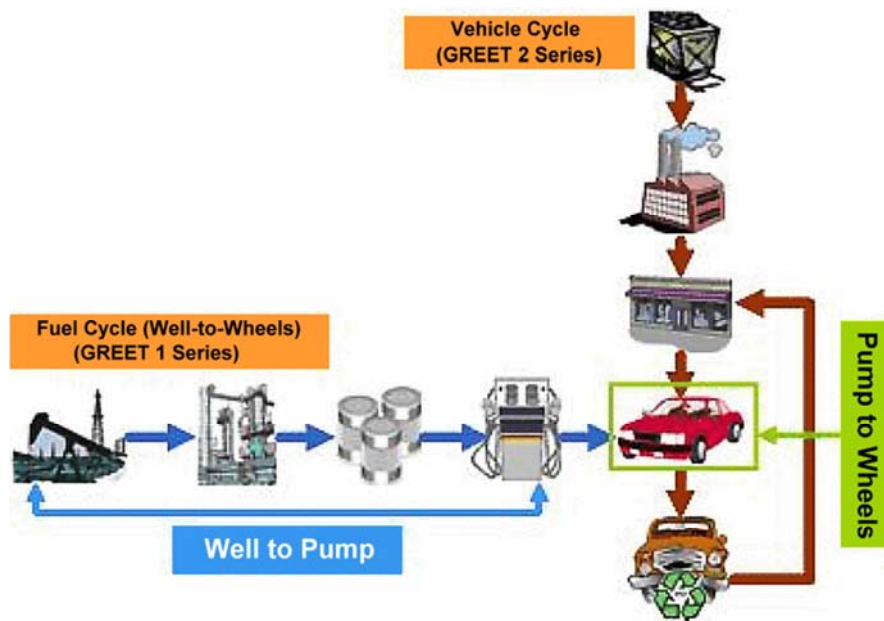 Vehicle Cycle
(GREET 2 Series)
Fuel Cycle (Well-to-Wheels)
(GREET 1 Series)
Well to Pump
Pump to Wheels